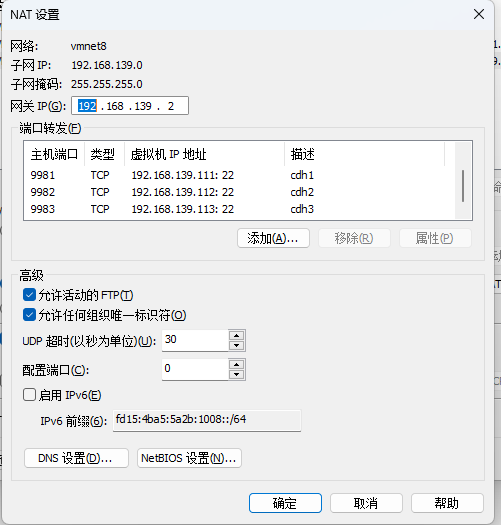 NAT 设置
网络: vmnet8
子网 IP: 192.168.139.0
子网掩码: 255.255.255.0
网关 IP(G): 192 . 168 . 139 . 2
端口转发(F)
主机端口 类型 虚拟机 IP 地址 描述
9981 TCP 192.168.139.111: 22 cdh1
9982 TCP 192.168.139.112: 22 cdh2
9983 TCP 192.168.139.113: 22 cdh3
添加(A)... 移除(R) 属性(P)
高级
允许活动的 FTP(T)
允许任何组织唯一标识符(O)
UDP 超时(以秒为单位)(U): 30
配置端口(C): 0
启用 IPv6(E)
IPv6 前缀(6): fd15:4ba5:5a2b:1008::/64
DNS 设置(D)... NetBIOS 设置(N)...
确定 取消 帮助